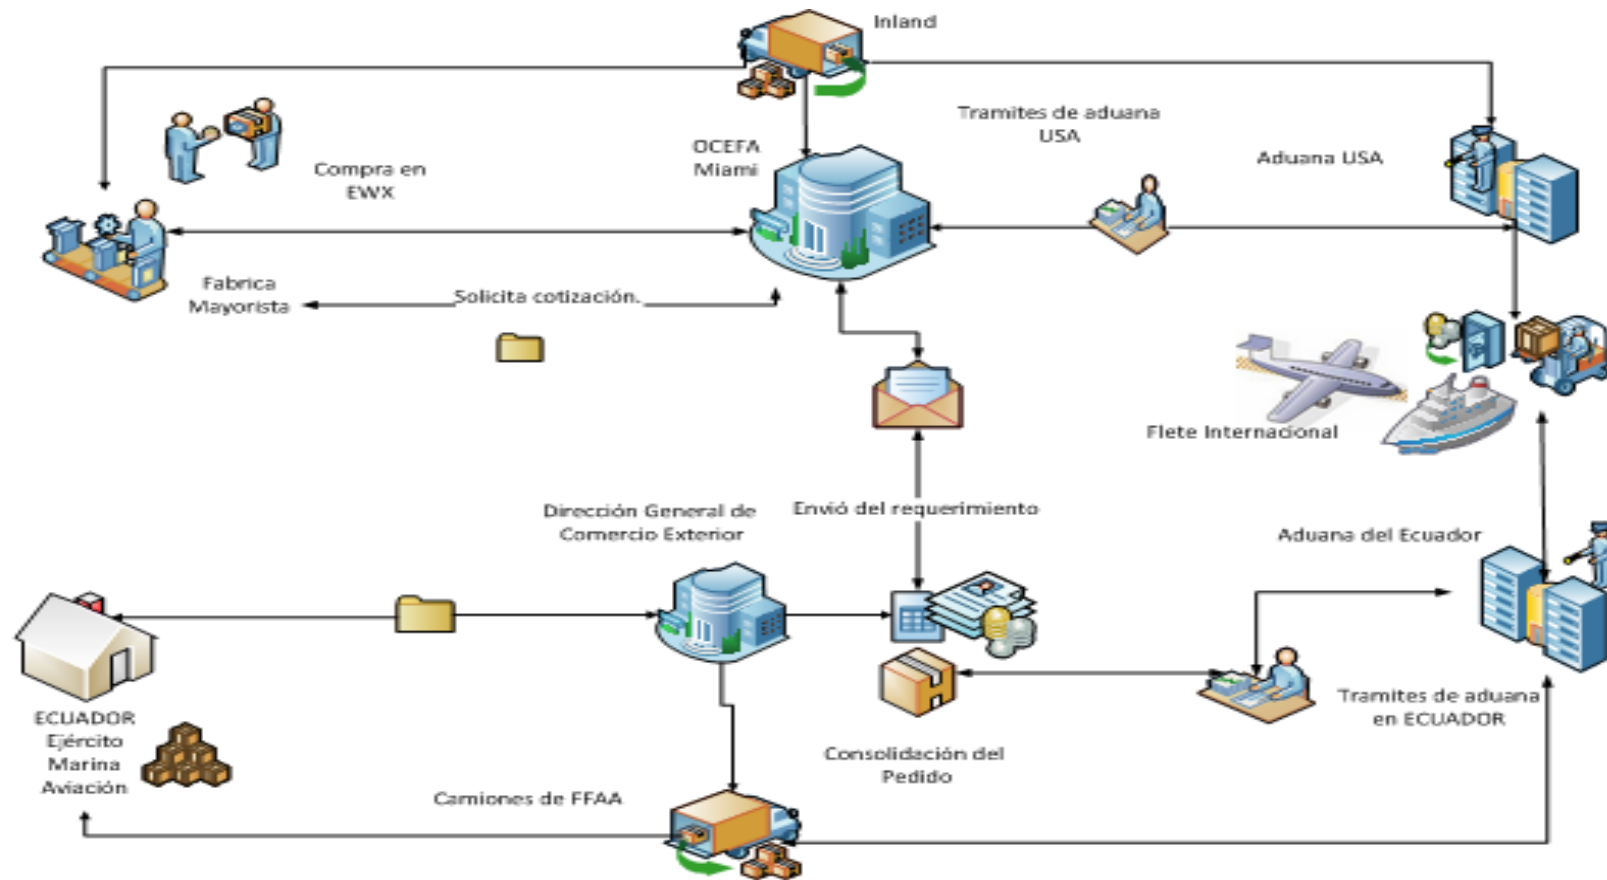 Inland
Tramites de aduana
USA
OCEFA
Miami
Aduana USA
Compra en
EWX
Fabrica
Mayorista
Solicita cotización.
Flete Internacional
Dirección General de
Comercio Exterior
Envió del requerimiento
Aduana del Ecuador
ECUADOR
Ejército
Marina
Aviación
Tramites de aduana
en ECUADOR
Consolidación del
Pedido
Camiones de FFAA